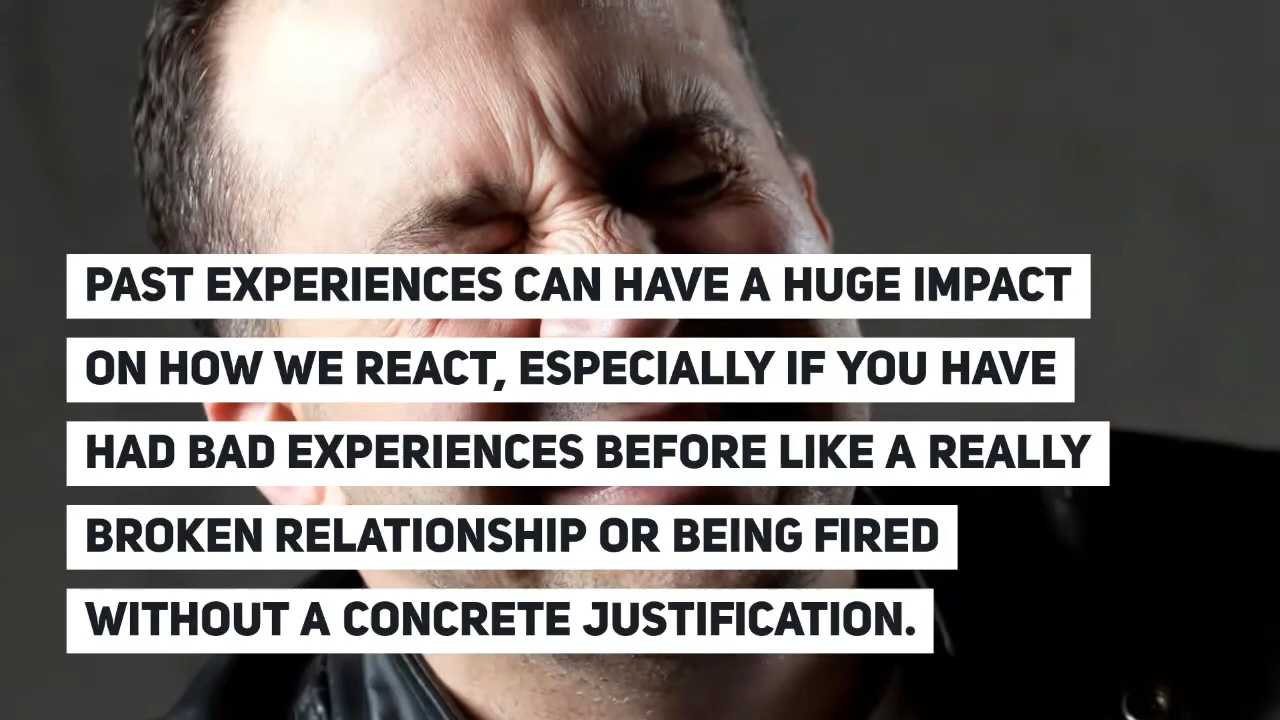 PAST EXPERIENCES CAN HAVE A HUGE IMPACT
ON HOW WE REACT, ESPECIALLY IF YOU HAVE
HAD BAD EXPERIENCES BEFORE LIKE A REALLY
BROKEN RELATIONSHIP OR BEING FIRED
WITHOUT A CONCRETE JUSTIFICATION.